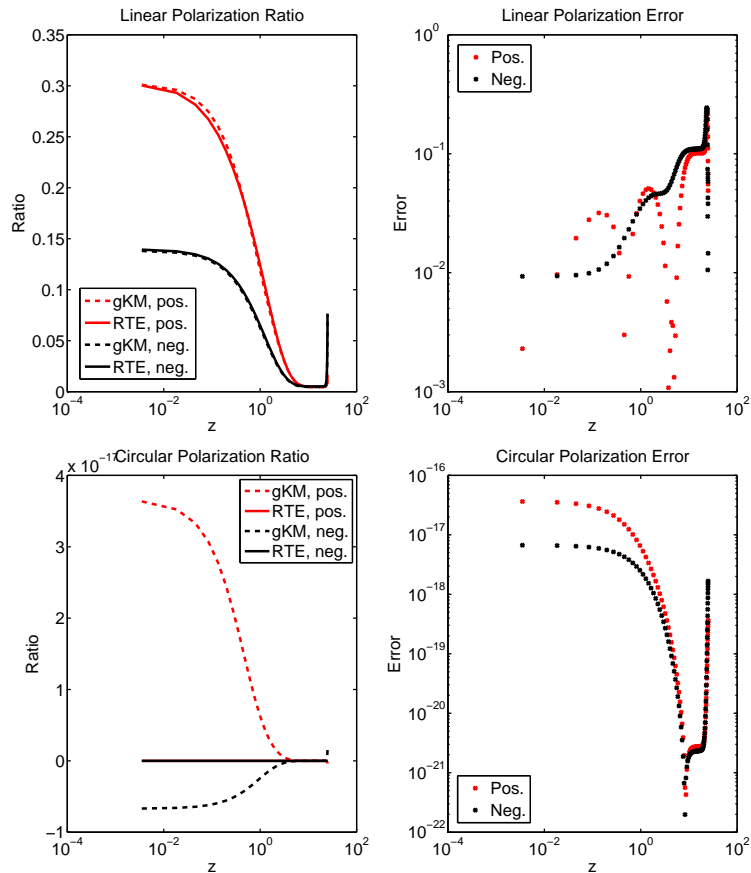 Linear Polarization Ratio
0.35
0.3
0.25
0.2
0.15
0.1
0.05
0
Ratio
gKM, pos.
RTE, pos.
gKM, neg.
RTE, neg.
10^−4
10^−2
10^0
10^2
z
Linear Polarization Error
10^0
10^−1
10^−2
10^−3
Error
Pos.
Neg.
10^−4
10^−2
10^0
10^2
z
Circular Polarization Ratio
x 10^−17
4
3
2
1
0
−1
Ratio
gKM, pos.
RTE, pos.
gKM, neg.
RTE, neg.
10^−4
10^−2
10^0
10^2
z
Circular Polarization Error
10^−16
10^−17
10^−18
10^−19
10^−20
10^−21
10^−22
Error
Pos.
Neg.
10^−4
10^−2
10^0
10^2
z